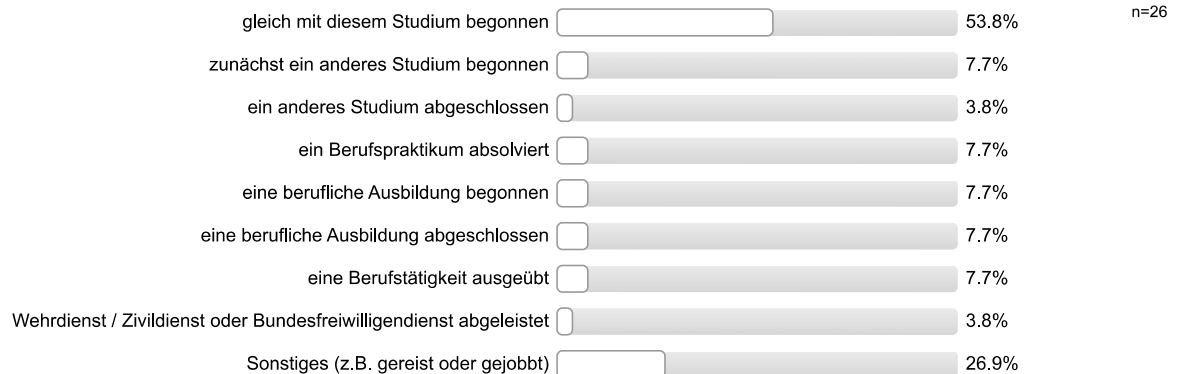 gleich mit diesem Studium begonnen 53.8% n=26
zunächst ein anderes Studium begonnen 7.7%
ein anderes Studium abgeschlossen 3.8%
ein Berufspraktikum absolviert 7.7%
eine berufliche Ausbildung begonnen 7.7%
eine berufliche Ausbildung abgeschlossen 7.7%
eine Berufstätigkeit ausgeübt 7.7%
Wehrdienst / Zivildienst oder Bundesfreiwilligendienst abgeleistet 3.8%
Sonstiges (z.B. gereist oder gejobbt) 26.9%